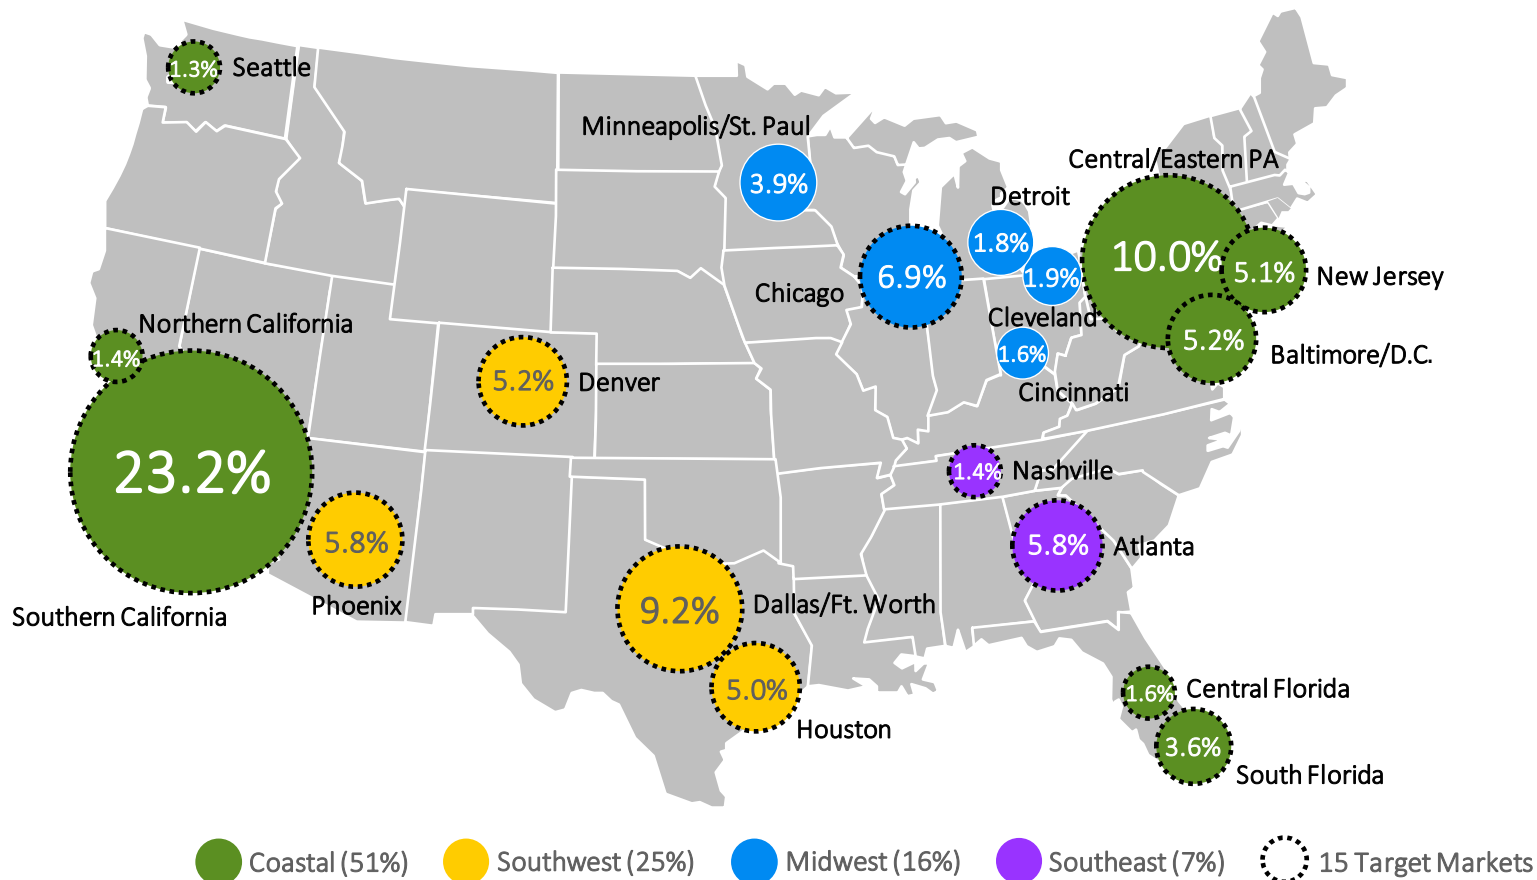 1.3%
Seattle
Minneapolis/St. Paul
3.9%
Central/Eastern PA
10.0%
Detroit
1.8%
6.9%
Chicago
1.9%
Cleveland
5.1%
New Jersey
5.2%
Baltimore/D.C.
1.6%
Cincinnati
Northern California
1.4%
23.2%
Southern California
5.2%
Denver
5.8%
Phoenix
1.4%
Nashville
5.8%
Atlanta
9.2%
Dallas/Ft. Worth
5.0%
Houston
1.6%
Central Florida
3.6%
South Florida
Coastal (51%)
Southwest (25%)
Midwest (16%)
Southeast (7%)
15 Target Markets